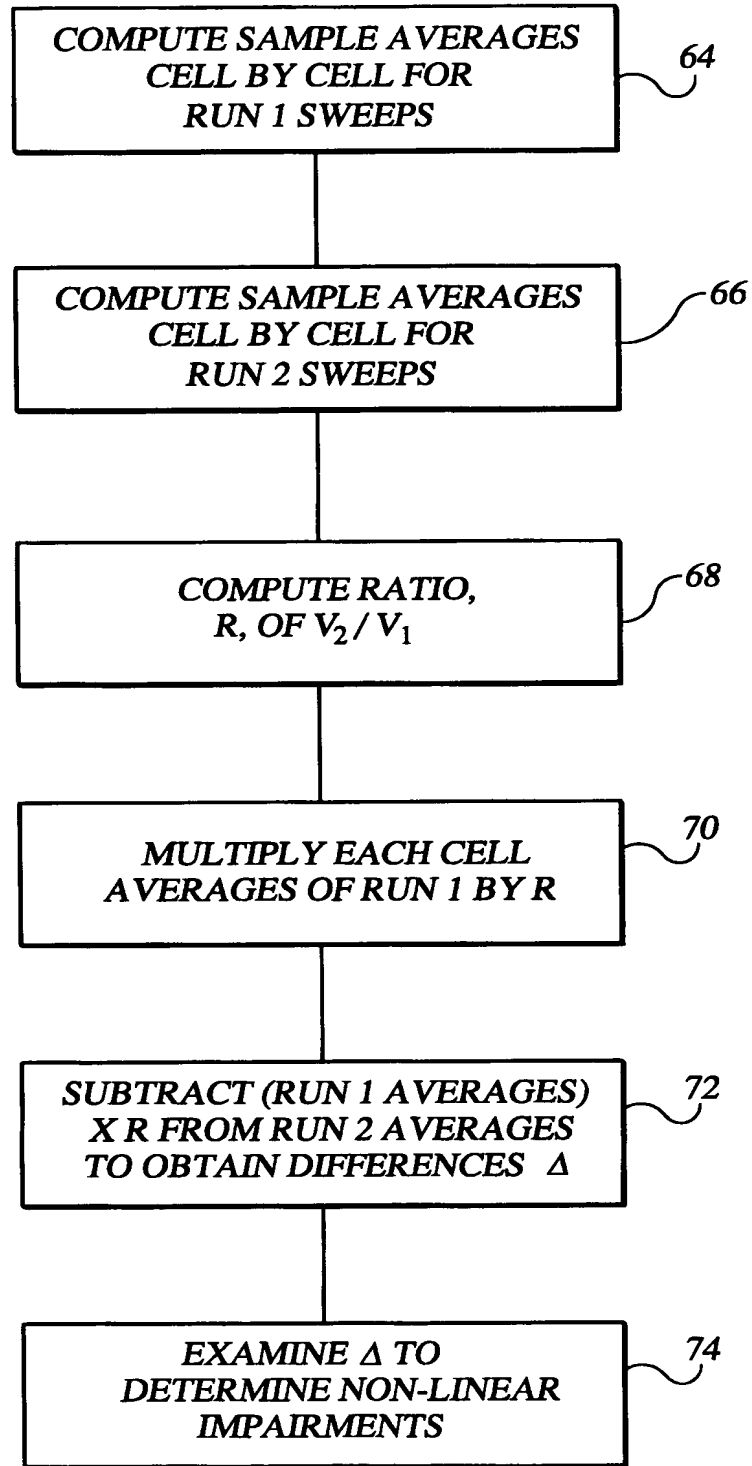 COMPUTE SAMPLE AVERAGES
CELL BY CELL FOR
RUN 1 SWEEPS
64
COMPUTE SAMPLE AVERAGES
CELL BY CELL FOR
RUN 2 SWEEPS
66
COMPUTE RATIO,
R, OF V₂ / V₁
68
MULTIPLY EACH CELL
AVERAGES OF RUN 1 BY R
70
SUBTRACT (RUN 1 AVERAGES)
X R FROM RUN 2 AVERAGES
TO OBTAIN DIFFERENCES Δ
72
EXAMINE Δ TO
DETERMINE NON-LINEAR
IMPAIRMENTS
74